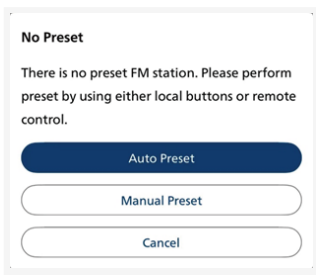 No Preset
There is no preset FM station. Please perform
preset by using either local buttons or remote
control.
Auto Preset
Manual Preset
Cancel